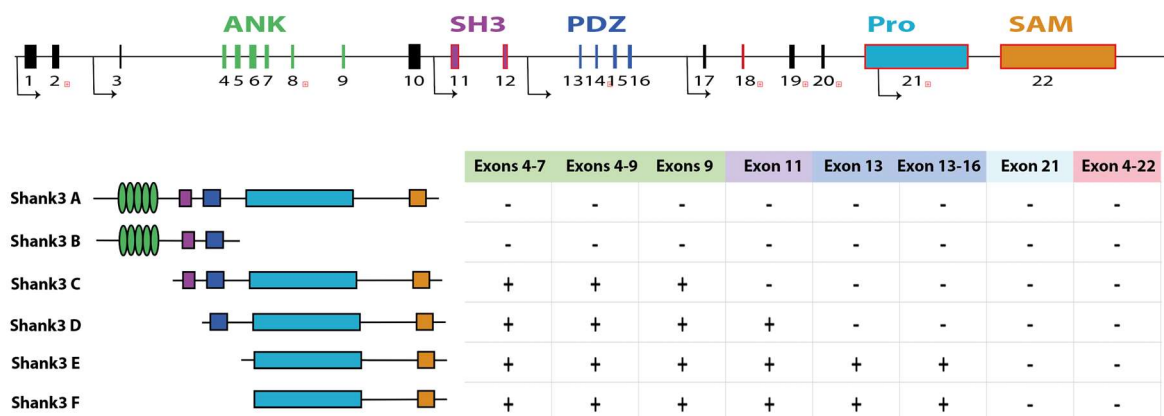 ANK SH3 PDZ Pro SAM
1 2 3 4 5 6 7 8 9 10 11 12 13 14 15 16 17 18 19 20 21 22
Exons 4-7 Exons 4-9 Exons 9 Exon 11 Exon 13 Exon 13-16 Exon 21 Exon 4-22
Shank3 A - - - - - - - -
Shank3 B - - - - - - - -
Shank3 C + + + - - - - -
Shank3 D + + + + - - - -
Shank3 E + + + + + + - -
Shank3 F + + + + + + - -